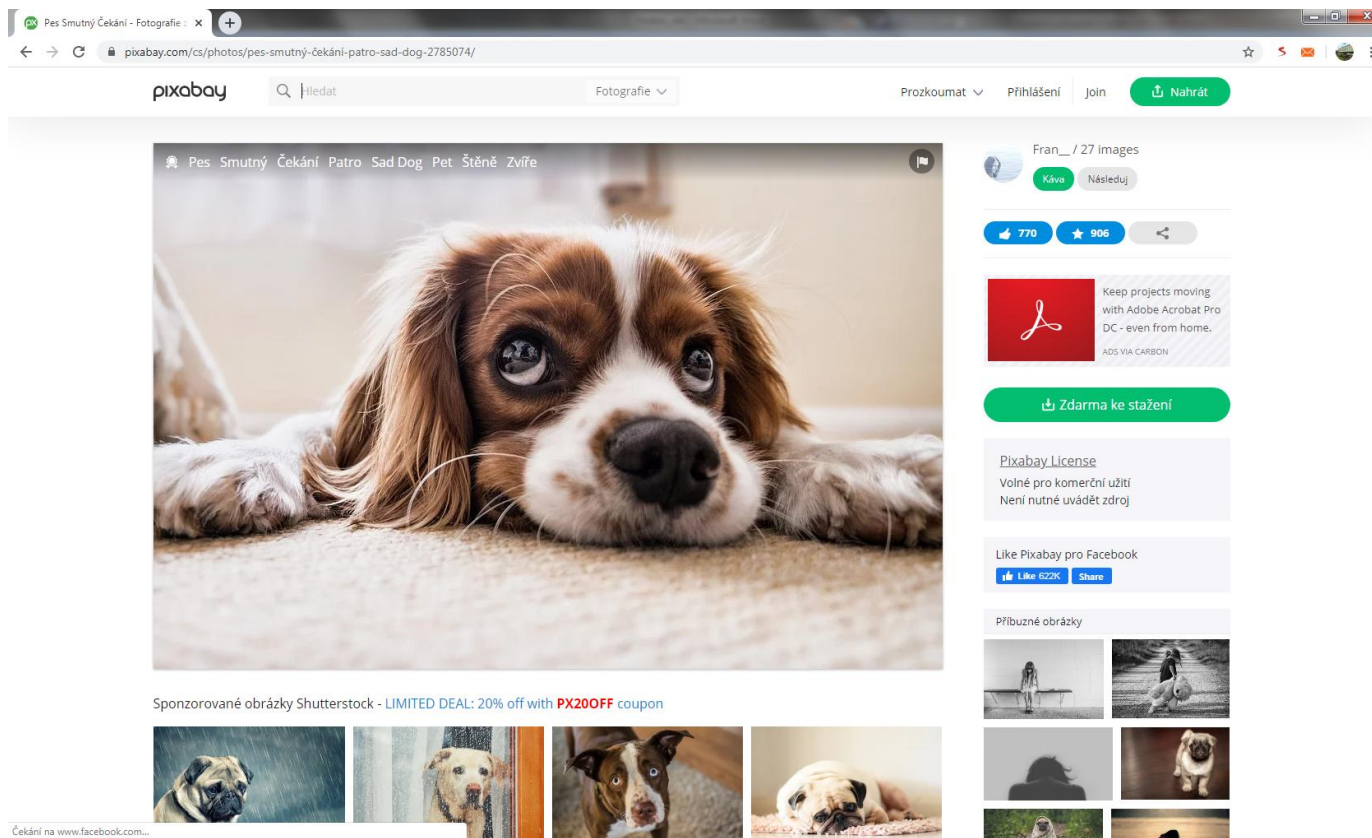 Pes Smutný Čekání - Fotografie z
pixabay.com/cs/photos/pes-smutný-čekání-patro-sad-dog-2785074/
pixabay
Hledat
Fotografie
Prozkoumat
Přihlášení
Join
Nahrát
Pes Smutný Čekání Patro Sad Dog Pet Štěně Zvíře
Fran__ / 27 images
Káva
Následuj
770
906
Keep projects moving
with Adobe Acrobat Pro
DC - even from home.
ADS VIA CARBON
Zdarma ke stažení
Pixabay License
Volné pro komerční užití
Není nutné uvádět zdroj
Like Pixabay pro Facebook
Like 622K
Share
Příbuzné obrázky
Sponzorované obrázky Shutterstock - LIMITED DEAL: 20% off with PX20OFF coupon
Čekání na www.facebook.com...